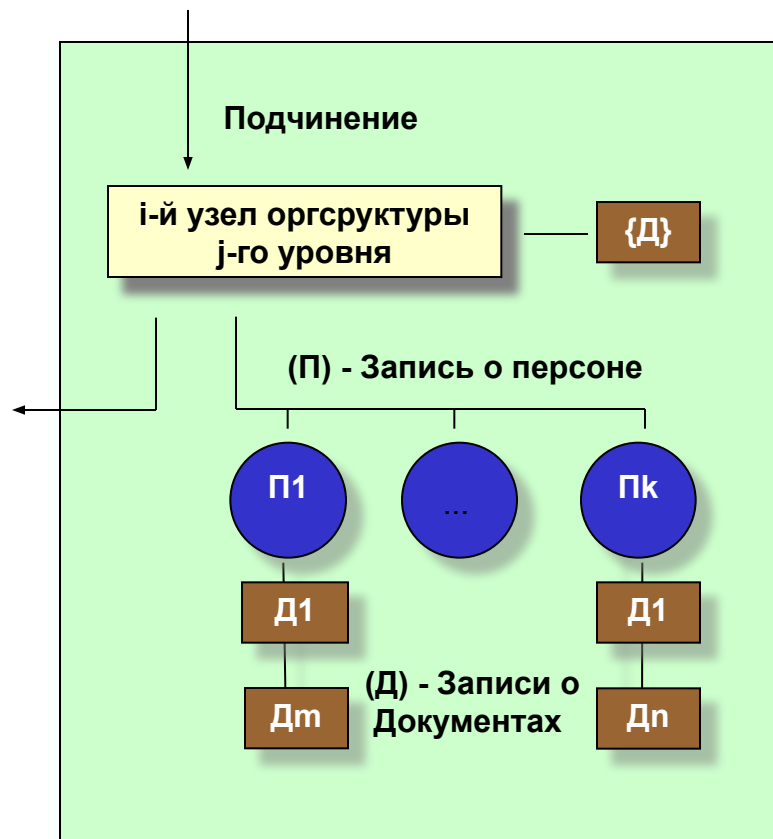 Подчинение
i-й узел оргсруктуры
j-го уровня
{Д}
(П) - Запись о персоне
П1
...
Пk
Д1
Д1
(Д) - Записи о
Документах
Дm
Дn